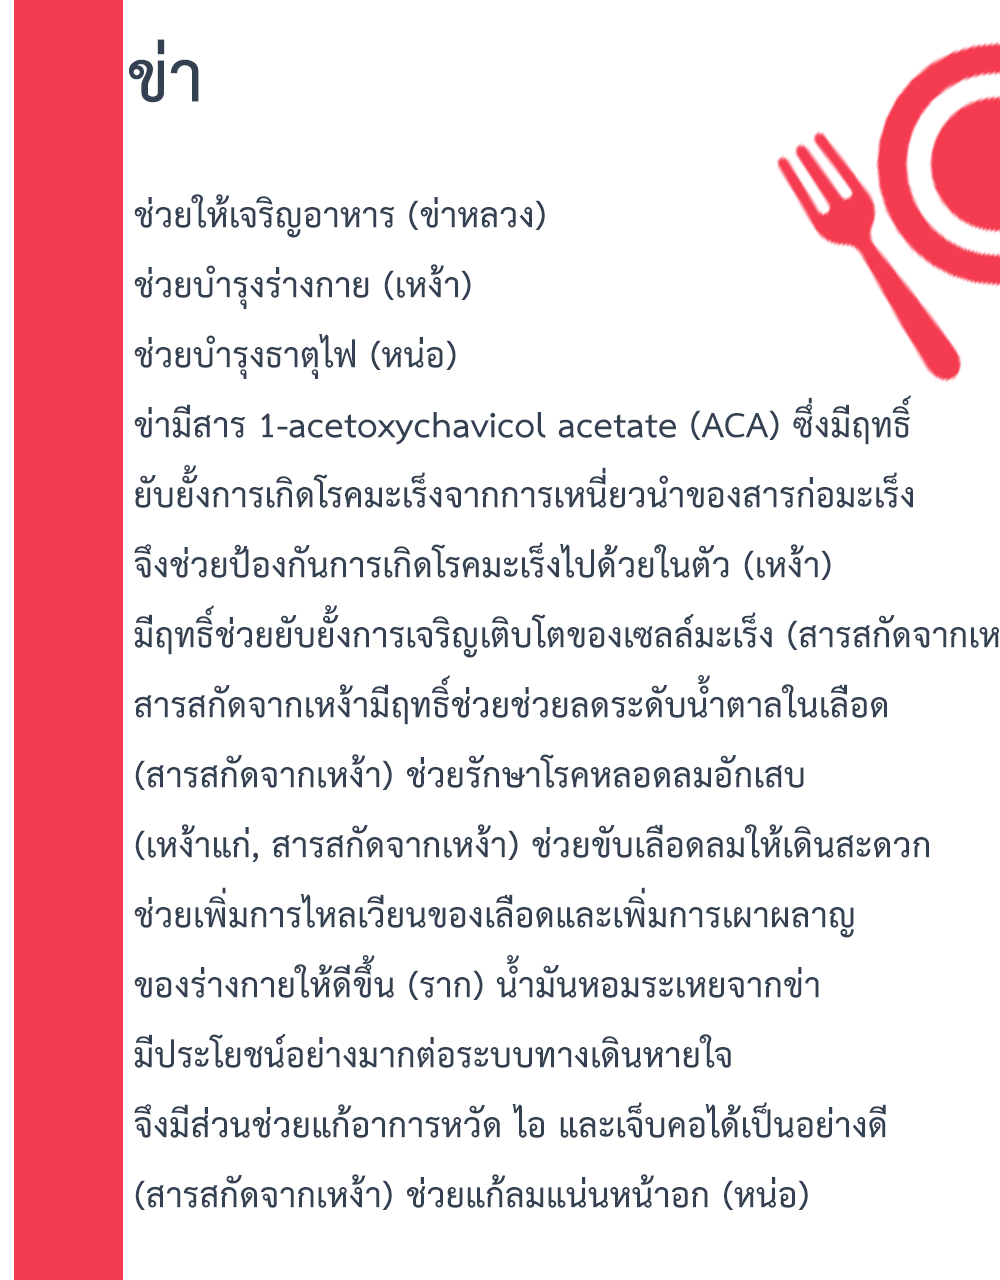 ข่า
ช่วยให้เจริญอาหาร (ข่าหลวง)
ช่วยบำรุงร่างกาย (เหง้า)
ช่วยบำรุงธาตุไฟ (หน่อ)
ข่ามีสาร 1-acetoxychavicol acetate (ACA) ซึ่งมีฤทธิ์
ยับยั้งการเกิดโรคมะเร็งจากการเหนี่ยวนำของสารก่อมะเร็ง
จึงช่วยป้องกันการเกิดโรคมะเร็งไปด้วยในตัว (เหง้า)
มีฤทธิ์ช่วยยับยั้งการเจริญเติบโตของเซลล์มะเร็ง (สารสกัดจากเห
สารสกัดจากเหง้ามีฤทธิ์ช่วยช่วยลดระดับน้ำตาลในเลือด
(สารสกัดจากเหง้า) ช่วยรักษาโรคหลอดลมอักเสบ
(เหง้าแก่, สารสกัดจากเหง้า) ช่วยขับเลือดลมให้เดินสะดวก
ช่วยเพิ่มการไหลเวียนของเลือดและเพิ่มการเผาผลาญ
ของร่างกายให้ดีขึ้น (ราก) น้ำมันหอมระเหยจากข่า
มีประโยชน์อย่างมากต่อระบบทางเดินหายใจ
จึงมีส่วนช่วยแก้อาการหวัด ไอ และเจ็บคอได้เป็นอย่างดี
(สารสกัดจากเหง้า) ช่วยแก้ลมแน่นหน้าอก (หน่อ)